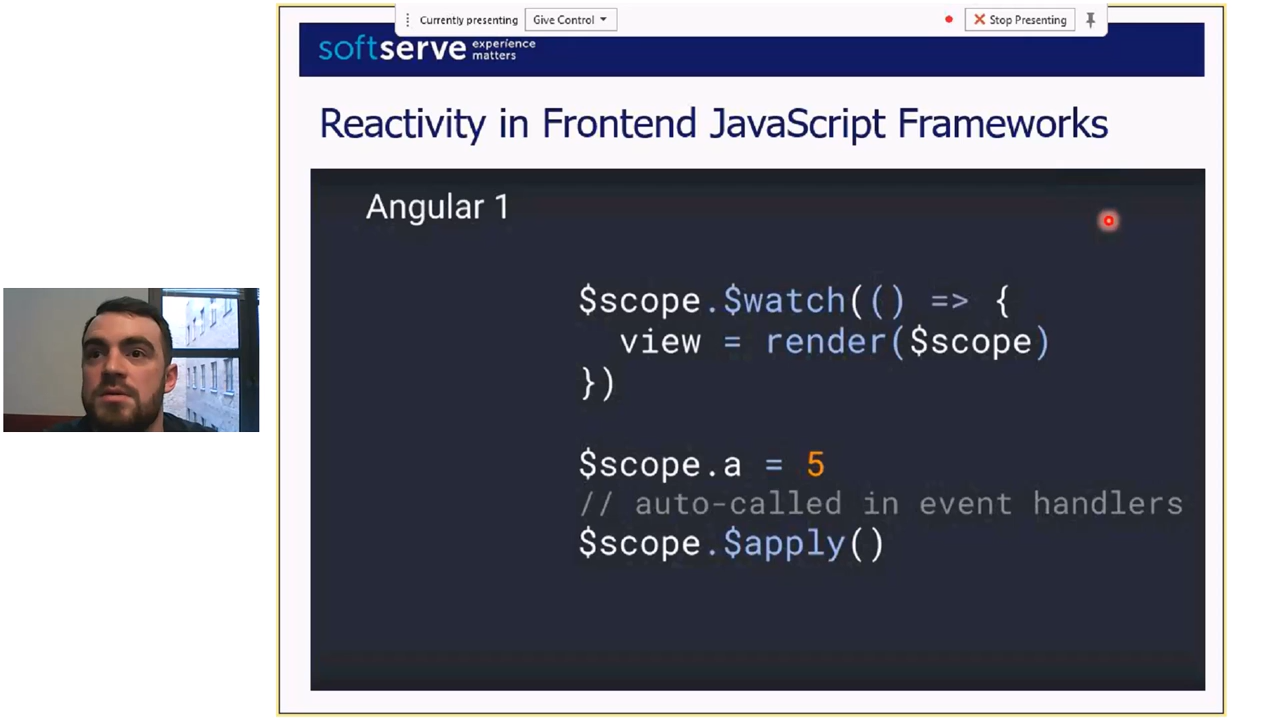 Currently presenting Give Control Stop Presenting
softserve experience matters
Reactivity in Frontend JavaScript Frameworks
Angular 1
$scope.$watch(() => {
view = render($scope)
})
$scope.a = 5
// auto-called in event handlers
$scope.$apply()